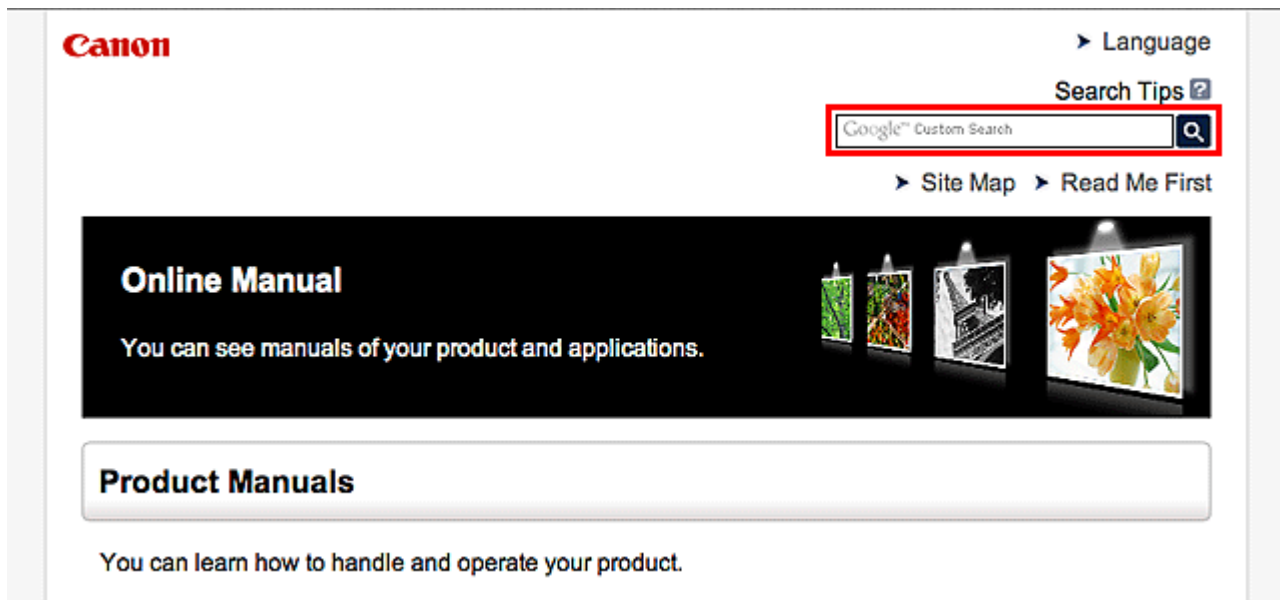 Canon
Language
Search Tips ?
Google™ Custom Search
Site Map Read Me First
Online Manual
You can see manuals of your product and applications.
Product Manuals
You can learn how to handle and operate your product.